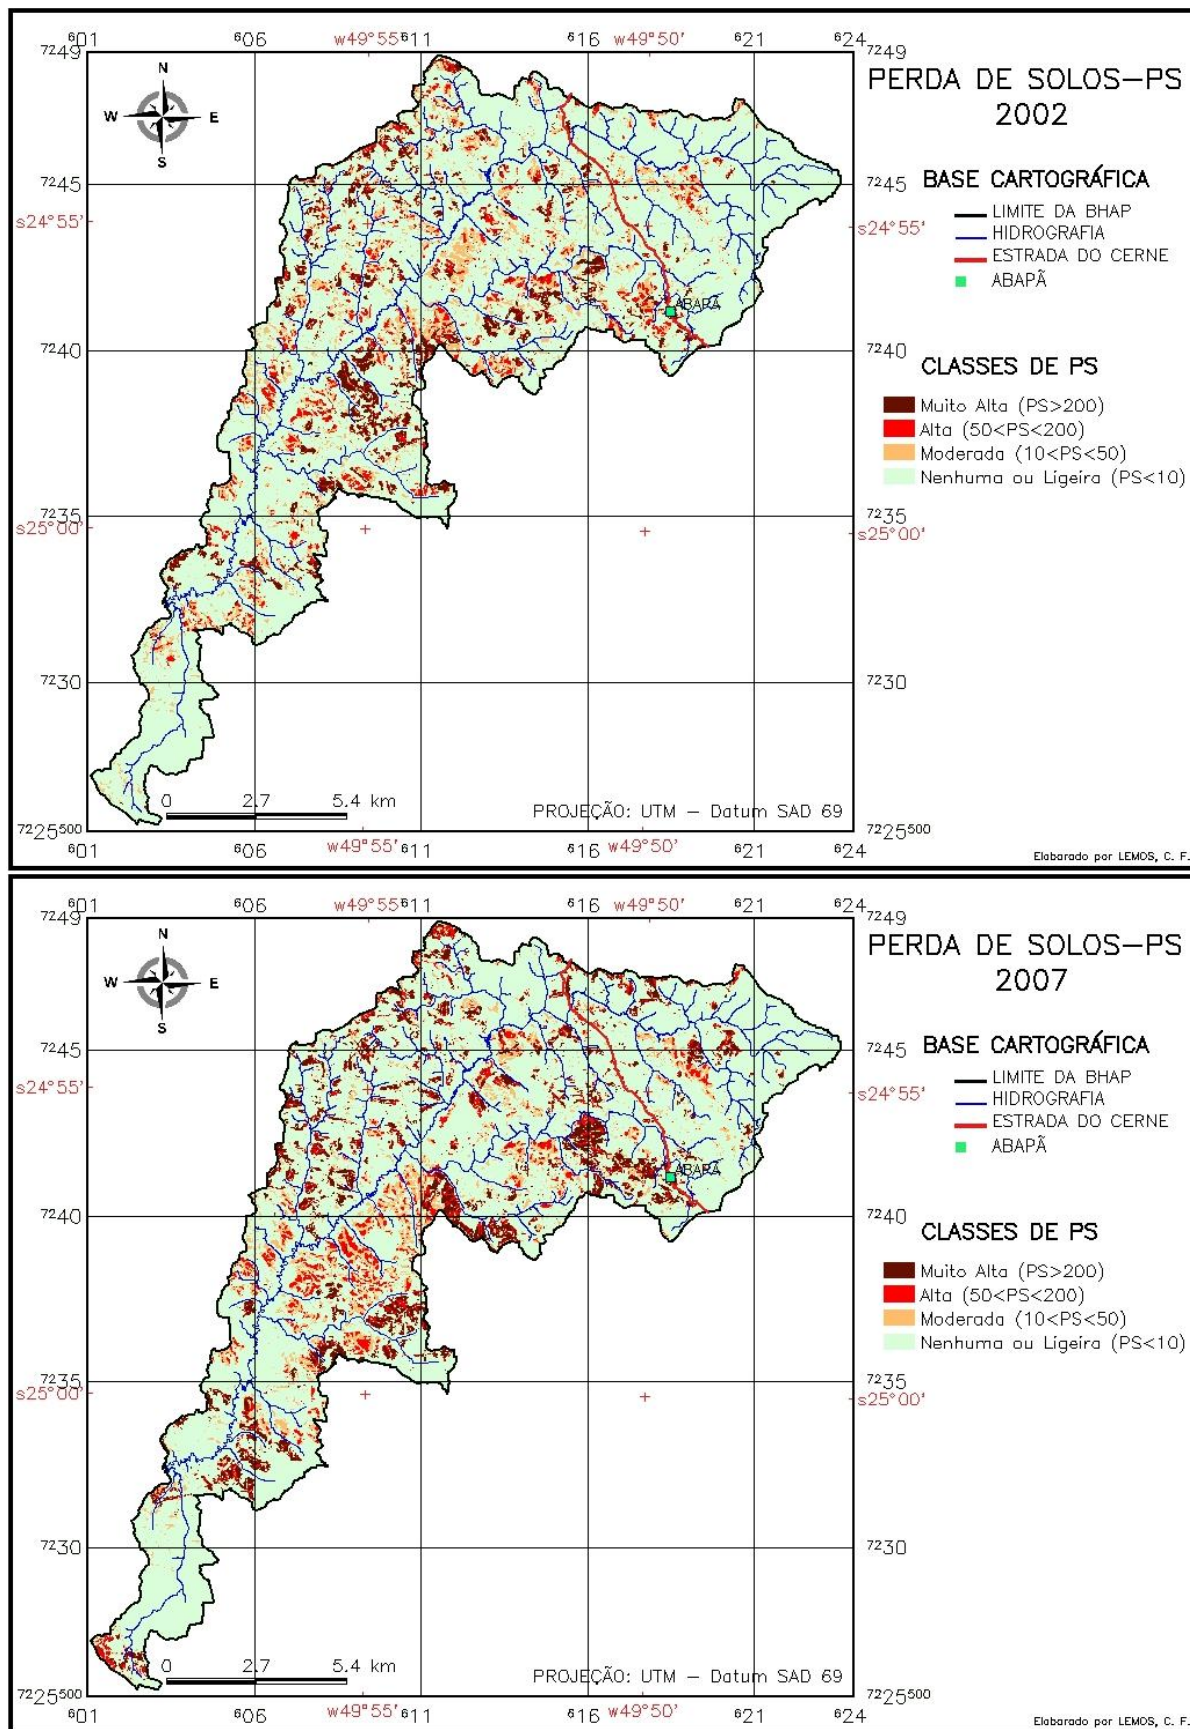 601 606 w49°55' 611 616 w49°50' 621 624
7249 7249
PERDA DE SOLOS-PS
2002
N
W E
S
BASE CARTOGRÁFICA
7245 7245
LIMITE DA BHAP
s24°55' s24°55'
HIDROGRAFIA
ESTRADA DO CERNE
ABAPÃ
ABAPÃ
7240 7240
CLASSES DE PS
Muito Alta (PS>200)
Alta (50<PS<200)
Moderada (10<PS<50)
Nenhuma ou Ligeira (PS<10)
7235 7235
s25°00' s25°00'
7230 7230
0 2.7 5.4 km
PROJEÇÃO: UTM - Datum SAD 69
7225500 7225500
601 606 w49°55' 611 616 w49°50' 621 624
Elaborado por LEMOS, C. F.
601 606 w49°55' 611 616 w49°50' 621 624
7249 7249
PERDA DE SOLOS-PS
2007
N
W E
S
BASE CARTOGRÁFICA
7245 7245
LIMITE DA BHAP
s24°55' s24°55'
HIDROGRAFIA
ESTRADA DO CERNE
ABAPÃ
ABAPÃ
7240 7240
CLASSES DE PS
Muito Alta (PS>200)
Alta (50<PS<200)
Moderada (10<PS<50)
Nenhuma ou Ligeira (PS<10)
7235 7235
s25°00' s25°00'
7230 7230
0 2.7 5.4 km
PROJEÇÃO: UTM - Datum SAD 69
7225500 7225500
601 606 w49°55' 611 616 w49°50' 621 624
Elaborado por LEMOS, C. F.